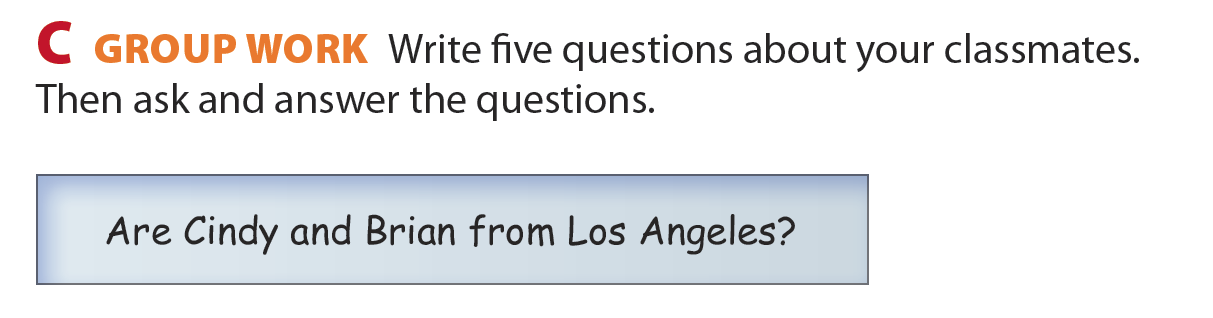 C GROUP WORK Write five questions about your classmates.
Then ask and answer the questions.
Are Cindy and Brian from Los Angeles?